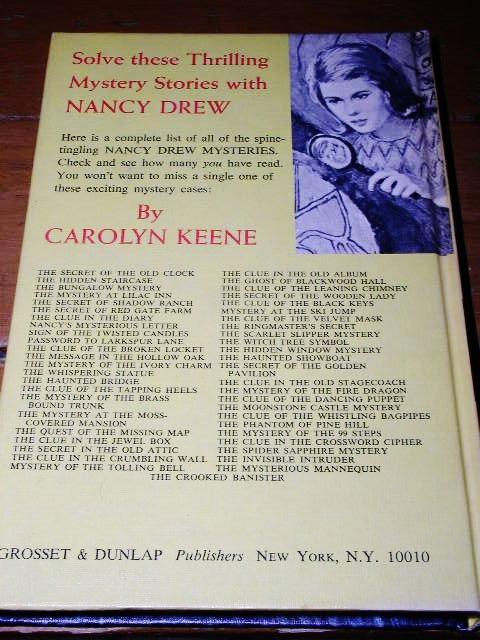 Solve these Thrilling
Mystery Stories with
NANCY DREW
Here is a complete list of all of the spine-
tingling NANCY DREW MYSTERIES.
Check and see how many you have read.
You won't want to miss a single one of
these exciting mystery cases:
By
CAROLYN KEENE
THE SECRET OF THE OLD CLOCK
THE HIDDEN STAIRCASE
THE BUNGALOW MYSTERY
THE MYSTERY AT LILAC INN
THE SECRET OF SHADOW RANCH
THE SECRET OF RED GATE FARM
THE CLUE IN THE DIARY
NANCY'S MYSTERIOUS LETTER
SIGN OF THE TWISTED CANDLES
PASSWORD TO LARKSPUR LANE
THE CLUE OF THE BROKEN LOCKET
THE MESSAGE IN THE HOLLOW OAK
THE MYSTERY OF THE IVORY CHARM
THE WHISPERING STATUE
THE HAUNTED BRIDGE
THE CLUE OF THE TAPPING HEELS
THE MYSTERY OF THE BRASS
BOUND TRUNK
THE MYSTERY AT THE MOSS-
COVERED MANSION
THE QUEST OF THE MISSING MAP
THE CLUE IN THE JEWEL BOX
THE SECRET IN THE OLD ATTIC
THE CLUE IN THE CRUMBLING WALL
MYSTERY OF THE TOLLING BELL
THE CLUE IN THE OLD ALBUM
THE GHOST OF BLACKWOOD HALL
THE CLUE OF THE LEANING CHIMNEY
THE SECRET OF THE WOODEN LADY
THE CLUE OF THE BLACK KEYS
MYSTERY AT THE SKI JUMP
THE CLUE OF THE VELVET MASK
THE RINGMASTER'S SECRET
THE SCARLET SLIPPER MYSTERY
THE WITCH TREE SYMBOL
THE HIDDEN WINDOW MYSTERY
THE HAUNTED SHOWBOAT
THE SECRET OF THE GOLDEN
PAVILION
THE CLUE IN THE OLD STAGECOACH
THE MYSTERY OF THE FIRE DRAGON
THE CLUE OF THE DANCING PUPPET
THE MOONSTONE CASTLE MYSTERY
THE CLUE OF THE WHISTLING BAGPIPES
THE PHANTOM OF PINE HILL
THE MYSTERY OF THE 99 STEPS
THE CLUE IN THE CROSSWORD CIPHER
THE SPIDER SAPPHIRE MYSTERY
THE INVISIBLE INTRUDER
THE MYSTERIOUS MANNEQUIN
THE CROOKED BANISTER
GROSSET & DUNLAP Publishers NEW YORK, N.Y. 10010